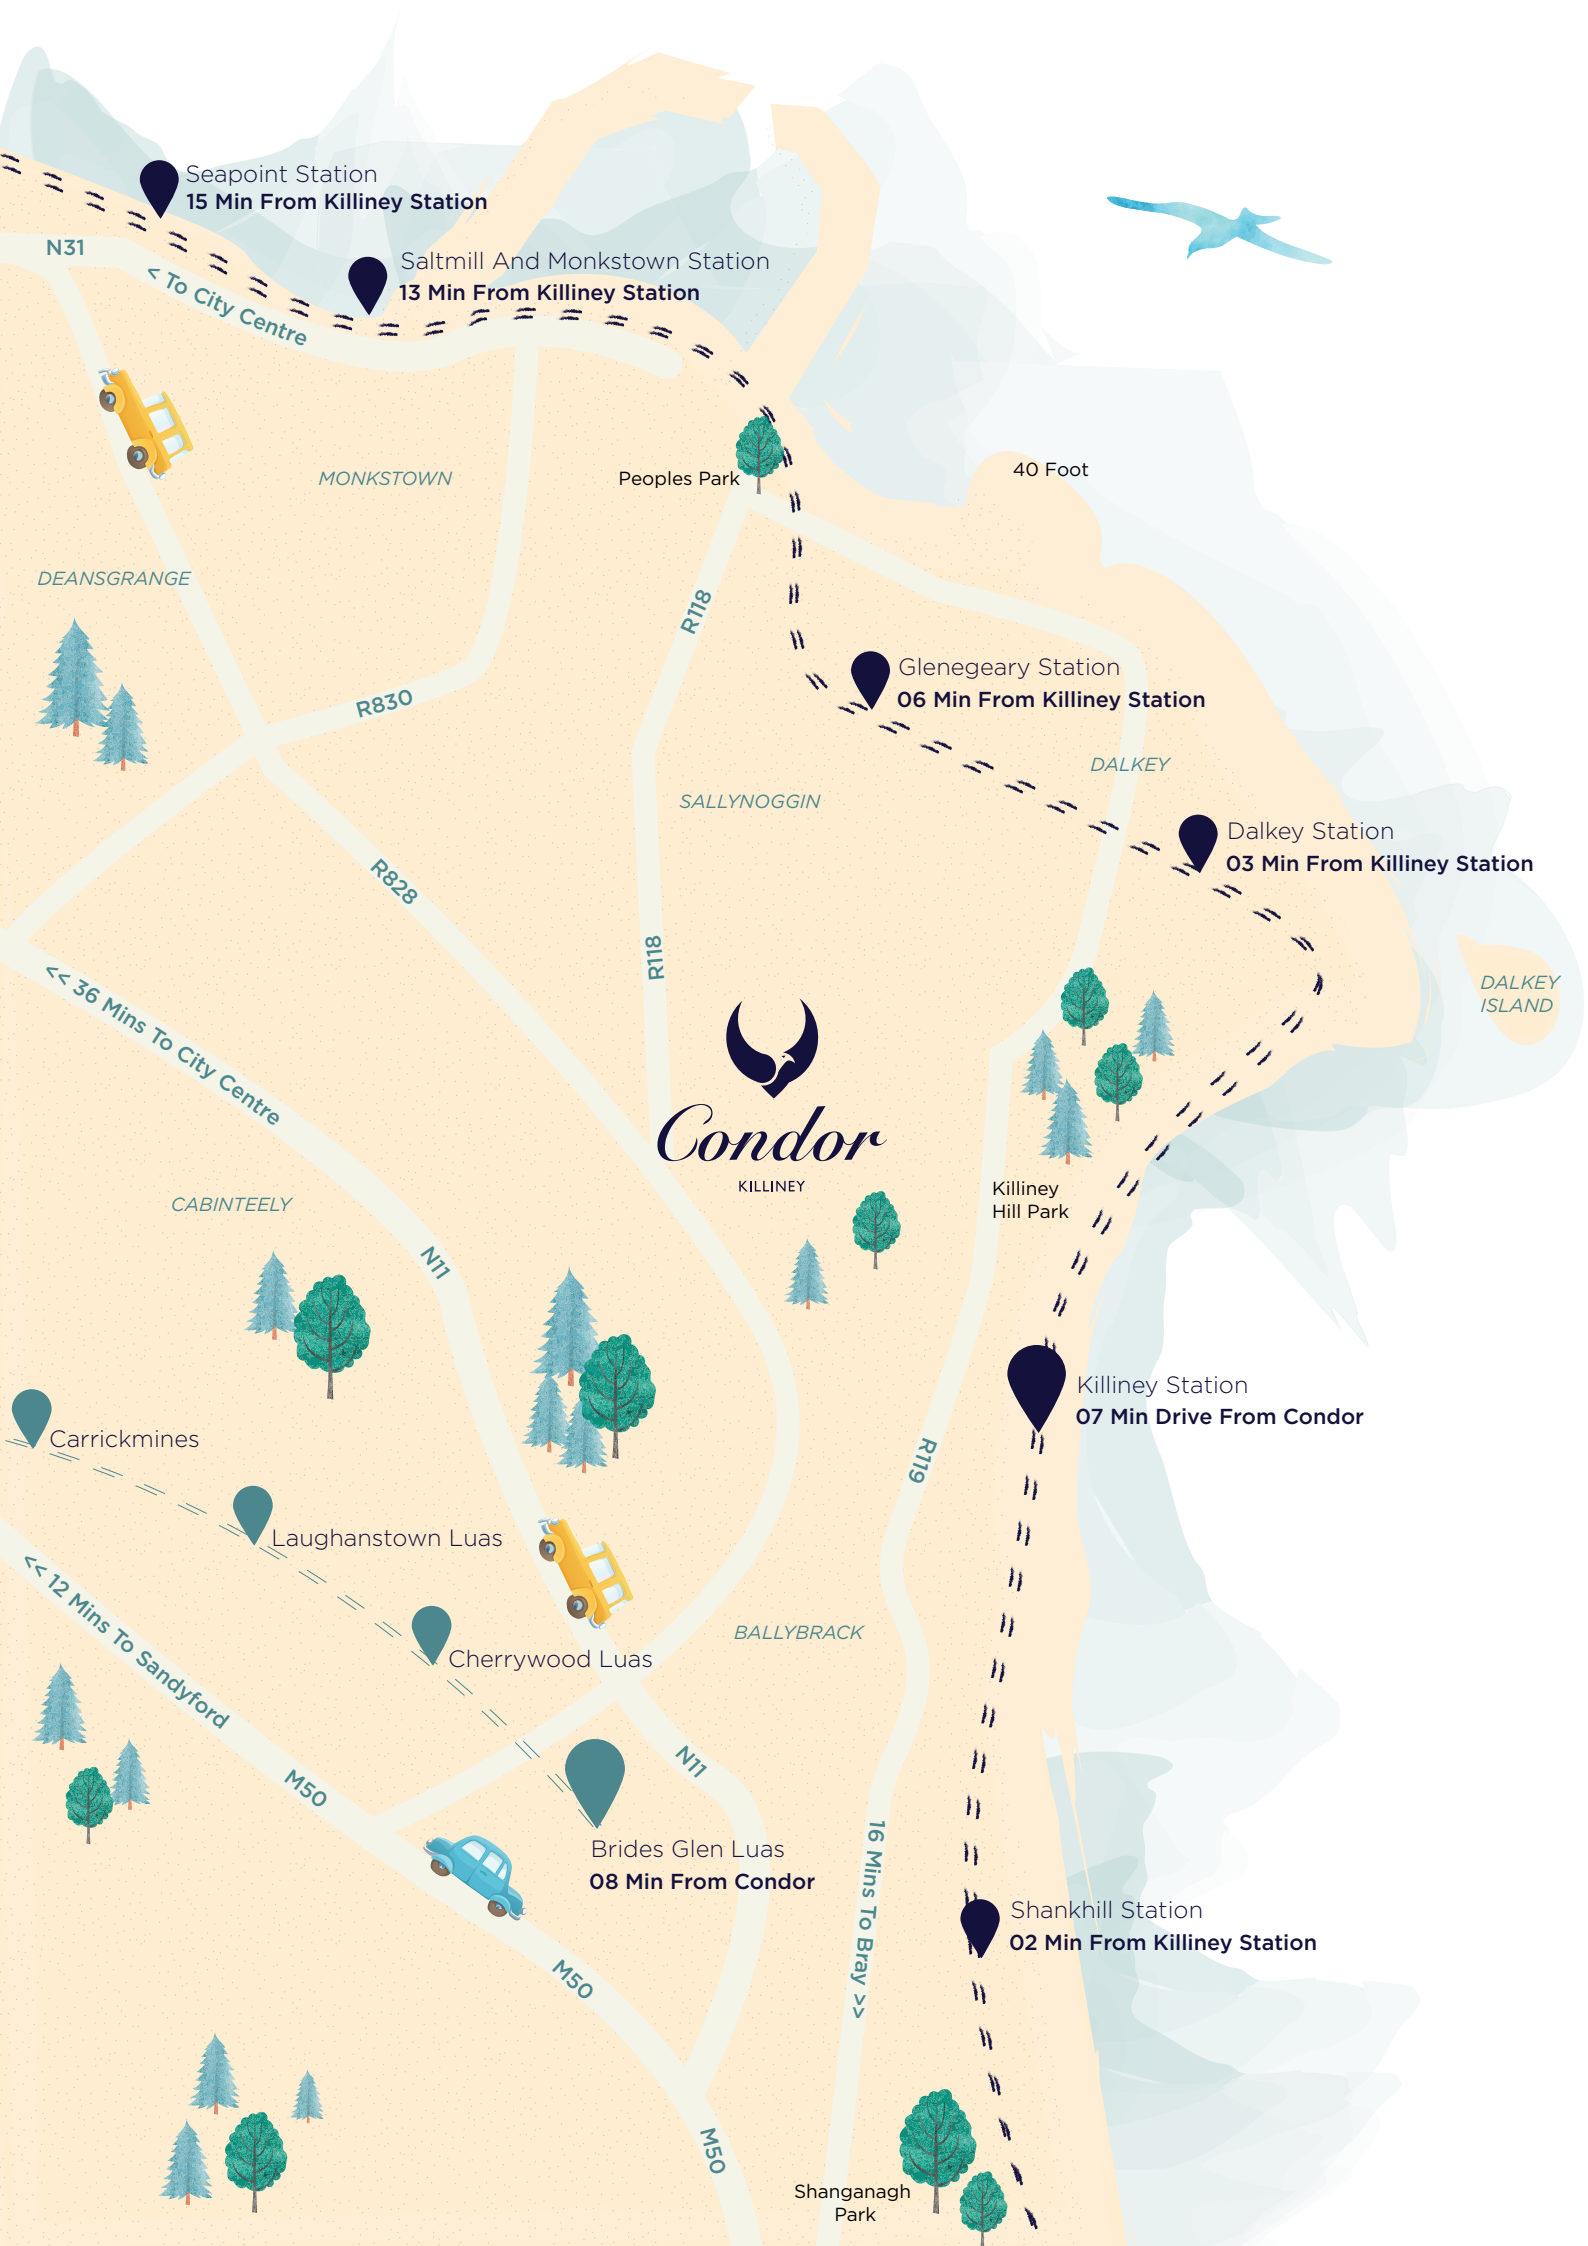 Seapoint Station
15 Min From Killiney Station
N31
< To City Centre
Saltmill And Monkstown Station
13 Min From Killiney Station
MONKSTOWN
Peoples Park
40 Foot
DEANSGRANGE
R118
R830
Glenegeary Station
06 Min From Killiney Station
DALKEY
SALLYNOGGIN
Dalkey Station
03 Min From Killiney Station
R828
R118
<< 36 Mins To City Centre
DALKEY
ISLAND
Condor
KILLINEY
Killiney
Hill Park
CABINTEELY
N11
Killiney Station
07 Min Drive From Condor
Carrickmines
R119
Laughanstown Luas
<< 12 Mins To Sandyford
BALLYBRACK
Cherrywood Luas
N11
M50
Brides Glen Luas
08 Min From Condor
16 Mins To Bray >>
Shankhill Station
02 Min From Killiney Station
M50
M50
Shanganagh
Park